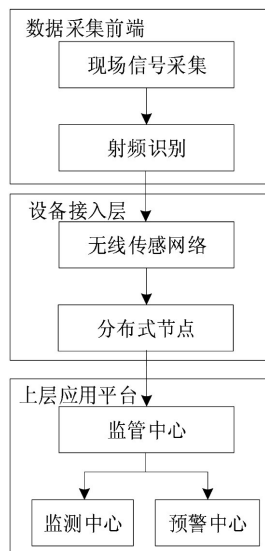 数据采集前端
现场信号采集
射频识别
设备接入层
无线传感网络
分布式节点
上层应用平台
监管中心
监测中心
预警中心